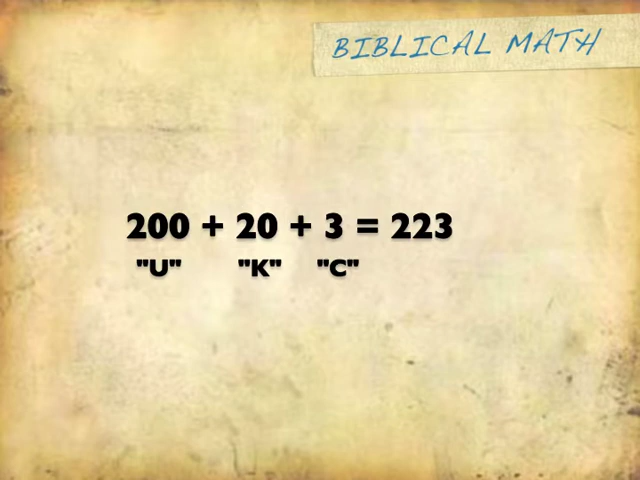 BIBLICAL MATH
200 + 20 + 3 = 223
"U" "K" "C"